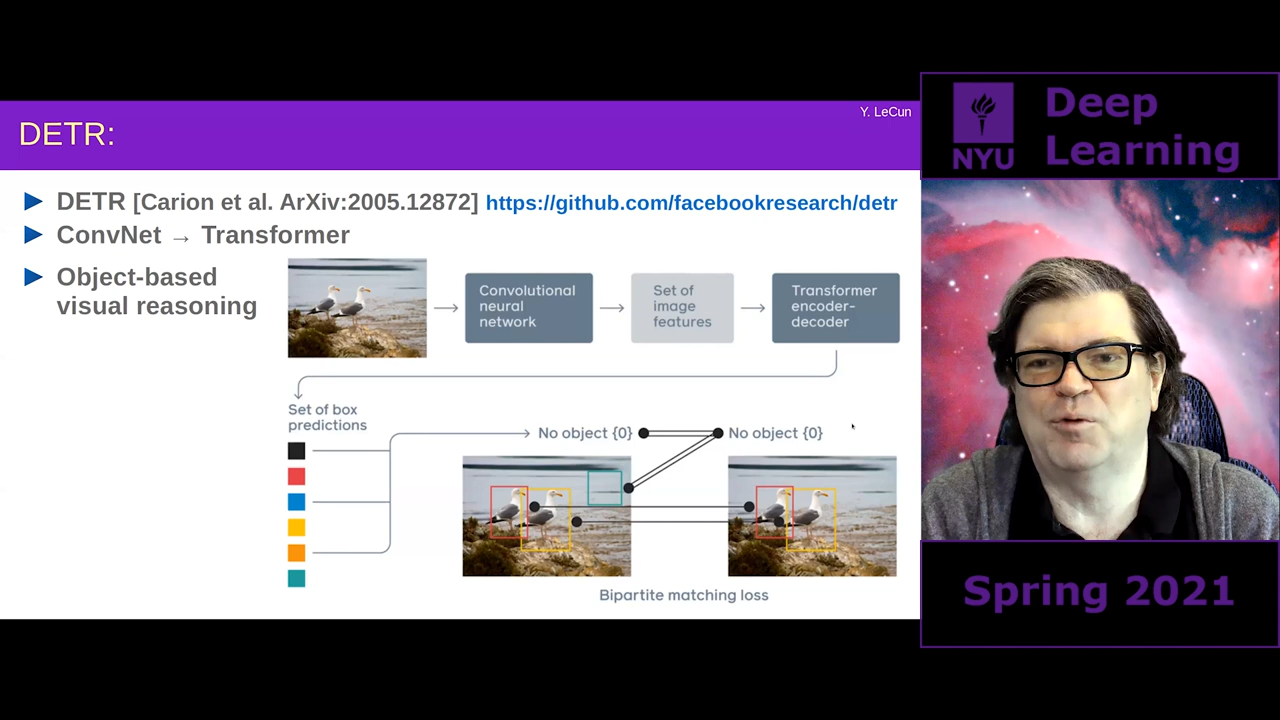 Y. LeCun
DETR:
DETR [Carion et al. ArXiv:2005.12872] https://github.com/facebookresearch/detr
ConvNet → Transformer
Object-based
visual reasoning
Convolutional
neural
network
Set of
image
features
Transformer
encoder-
decoder
Set of box
predictions
No object {0}
No object {0}
Bipartite matching loss
NYU
Deep
Learning
Spring 2021